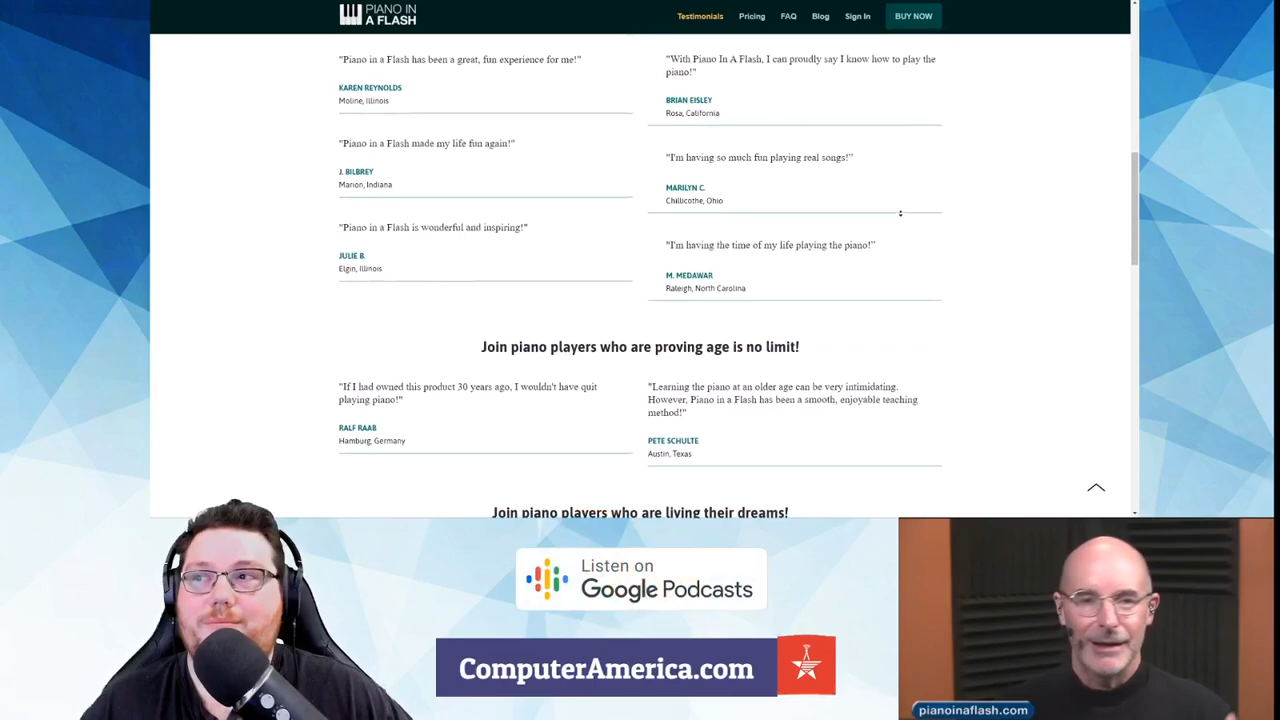 PIANO IN
A FLASH
Testimonials
Pricing
FAQ
Blog
Sign In
BUY NOW
"Piano in a Flash has been a great, fun experience for me!"
KAREN REYNOLDS
Moline, Illinois
"Piano in a Flash made my life fun again!"
J. BILBREY
Marion, Indiana
"Piano in a Flash is wonderful and inspiring!"
JULIE B.
Elgin, Illinois
"With Piano In A Flash, I can proudly say I know how to play the
piano!"
BRIAN EISLEY
Rosa, California
"I'm having so much fun playing real songs!"
MARILYN C.
Chillicothe, Ohio
"I'm having the time of my life playing the piano!"
M. MEDAWAR
Raleigh, North Carolina
Join piano players who are proving age is no limit!
"If I had owned this product 30 years ago, I wouldn't have quit
playing piano!"
RALF RAAB
Hamburg, Germany
"Learning the piano at an older age can be very intimidating.
However, Piano in a Flash has been a smooth, enjoyable teaching
method!"
PETE SCHULTE
Austin, Texas
Join piano players who are living their dreams!
Listen on
Google Podcasts
ComputerAmerica.com
pianoinaflash.com